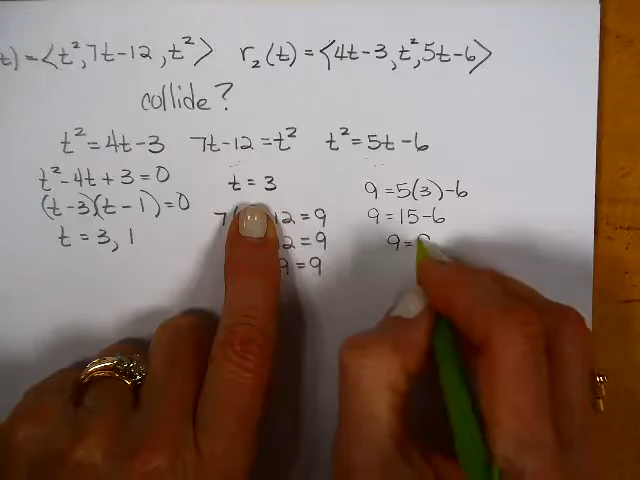 t) = ⟨t², 7t-12, t²⟩ r₂(t) = ⟨4t-3, t², 5t-6⟩
collide?
t² = 4t-3 7t-12 = t² t² = 5t-6
t²-4t+3=0 t = 3 9 = 5(3)-6
(t-3)(t-1)=0 7 12 = 9 9 = 15-6
t = 3, 1 2 = 9 9 =
9 = 9